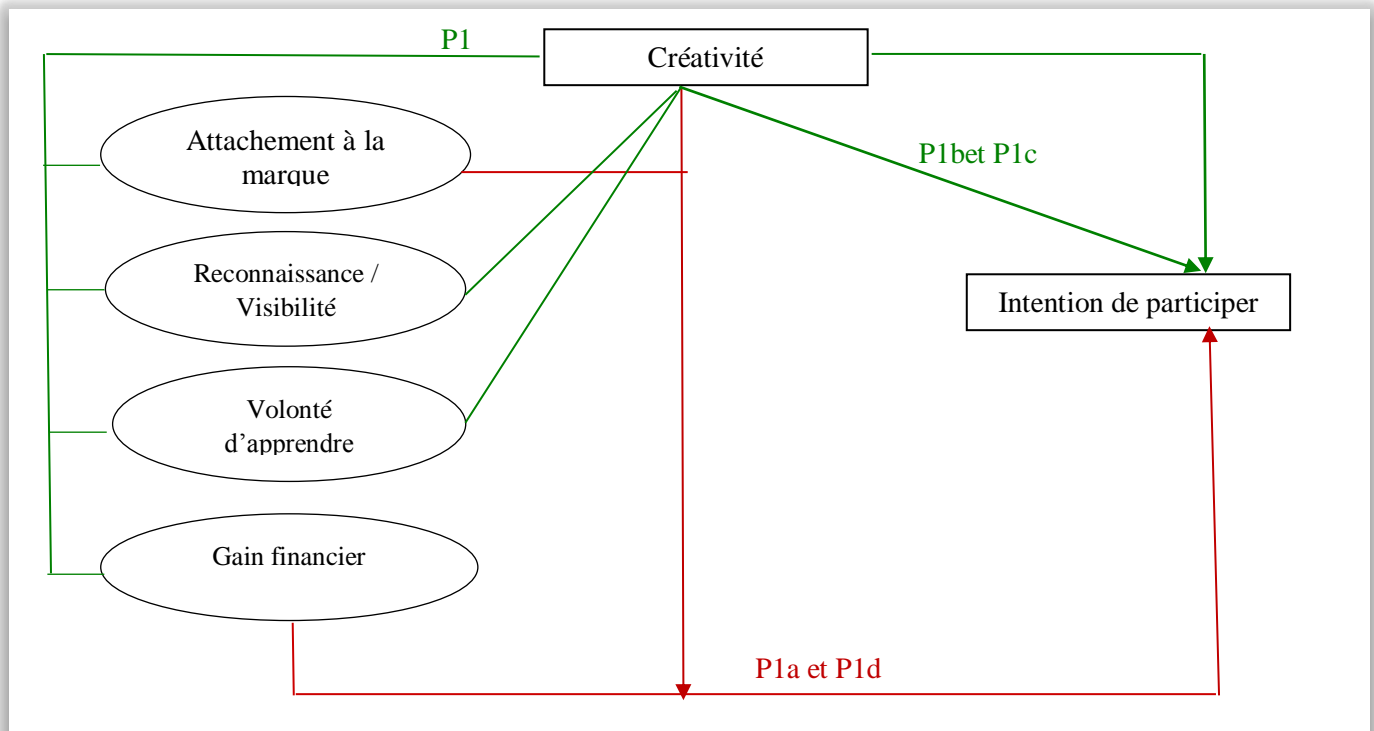 P1
Créativité
Attachement à la
marque
P1bet P1c
Reconnaissance /
Visibilité
Intention de participer
Volonté
d’apprendre
Gain financier
P1a et P1d